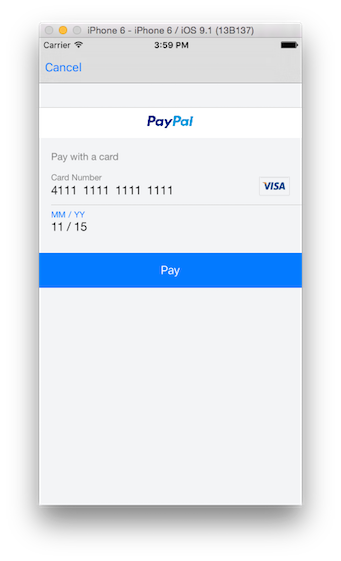 iPhone 6 - iPhone 6 / iOS 9.1 (13B137)
Carrier 3:59 PM
Cancel
PayPal
Pay with a card
Card Number
4111 1111 1111 1111
VISA
MM / YY
11 / 15
Pay